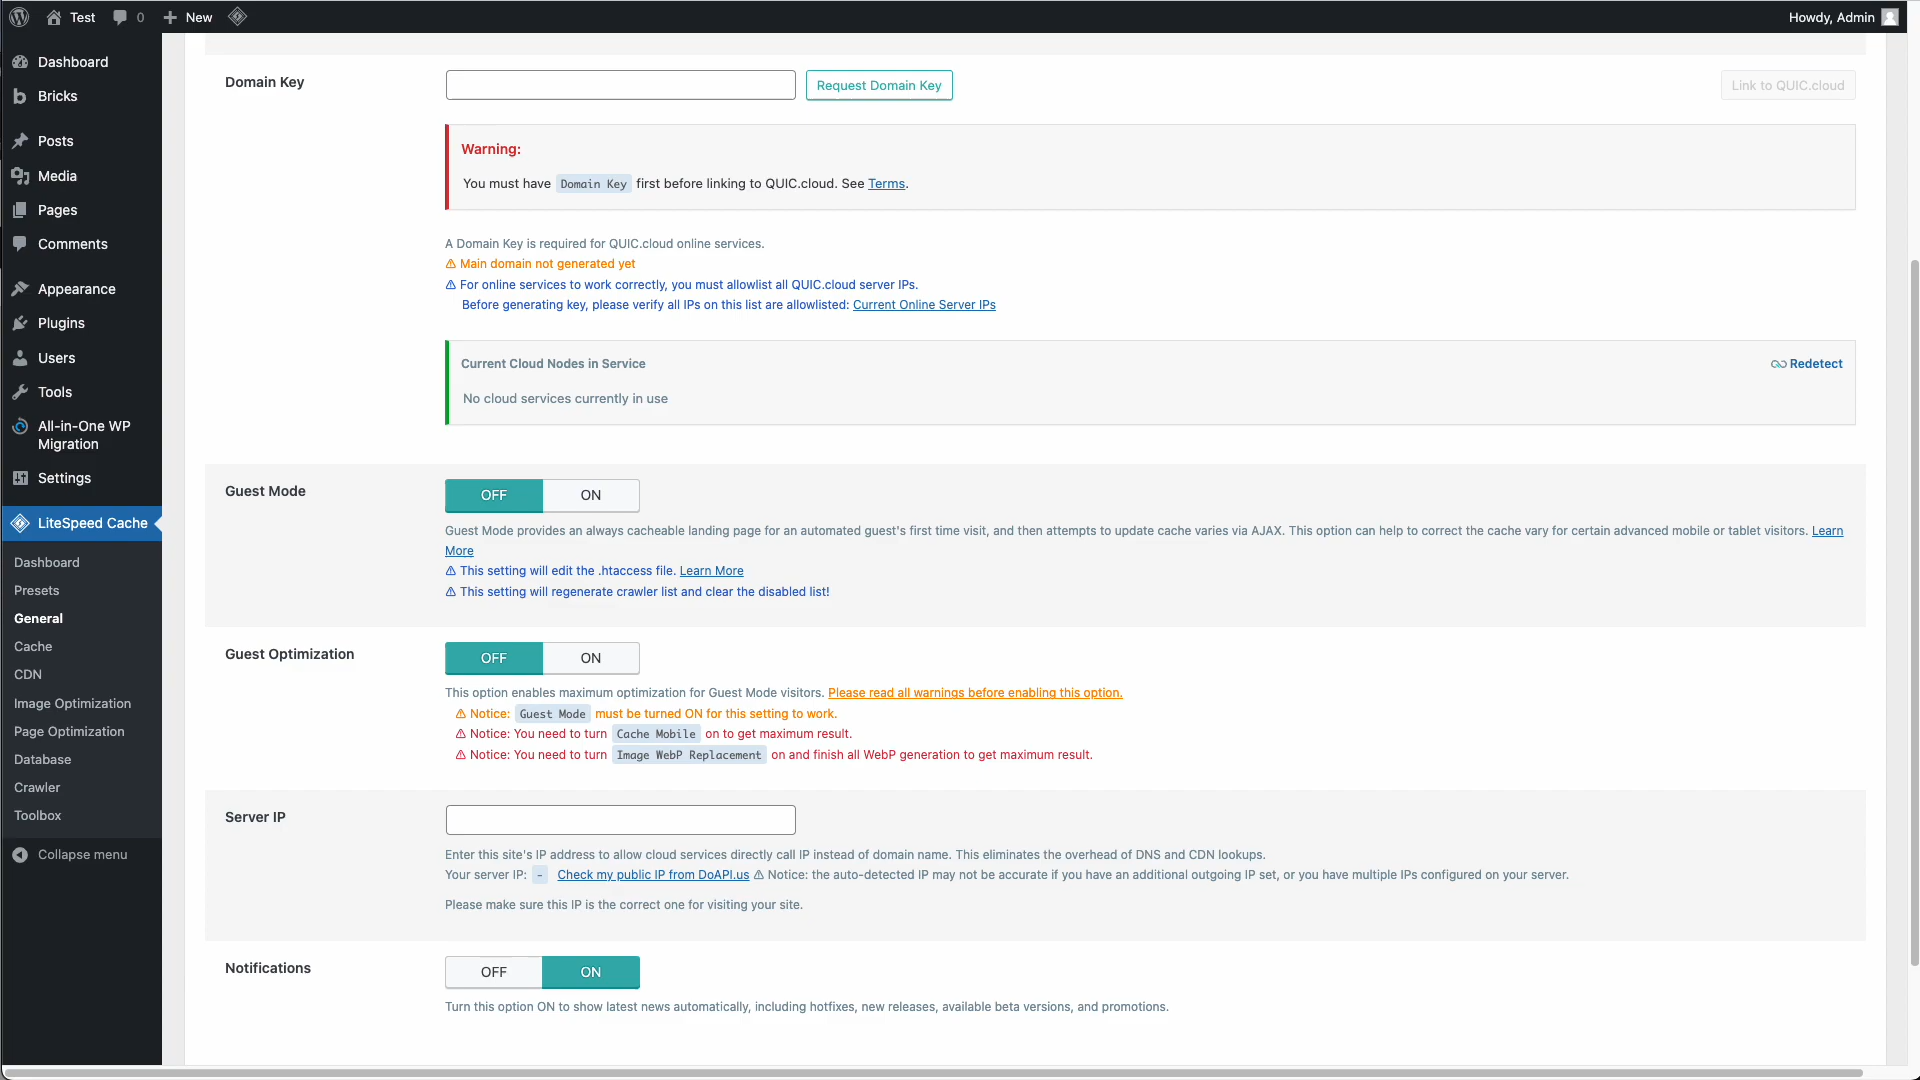 Test
0
New
Howdy, Admin
Dashboard
Bricks
Posts
Media
Pages
Comments
Appearance
Plugins
Users
Tools
All-in-One WP
Migration
Settings
LiteSpeed Cache
Dashboard
Presets
General
Cache
CDN
Image Optimization
Page Optimization
Database
Crawler
Toolbox
Collapse menu
Domain Key
Request Domain Key
Link to QUIC.cloud
Warning:
You must have Domain Key first before linking to QUIC.cloud. See Terms.
A Domain Key is required for QUIC.cloud online services.
⚠ Main domain not generated yet
⚠ For online services to work correctly, you must allowlist all QUIC.cloud server IPs.
Before generating key, please verify all IPs on this list are allowlisted: Current Online Server IPs
Current Cloud Nodes in Service
Redetect
No cloud services currently in use
Guest Mode
OFF ON
Guest Mode provides an always cacheable landing page for an automated guest's first time visit, and then attempts to update cache varies via AJAX. This option can help to correct the cache vary for certain advanced mobile or tablet visitors. Learn
More
⚠ This setting will edit the .htaccess file. Learn More
⚠ This setting will regenerate crawler list and clear the disabled list!
Guest Optimization
OFF ON
This option enables maximum optimization for Guest Mode visitors. Please read all warnings before enabling this option.
⚠ Notice: Guest Mode must be turned ON for this setting to work.
⚠ Notice: You need to turn Cache Mobile on to get maximum result.
⚠ Notice: You need to turn Image WebP Replacement on and finish all WebP generation to get maximum result.
Server IP
Enter this site's IP address to allow cloud services directly call IP instead of domain name. This eliminates the overhead of DNS and CDN lookups.
Your server IP: - Check my public IP from DoAPI.us ⚠ Notice: the auto-detected IP may not be accurate if you have an additional outgoing IP set, or you have multiple IPs configured on your server.
Please make sure this IP is the correct one for visiting your site.
Notifications
OFF ON
Turn this option ON to show latest news automatically, including hotfixes, new releases, available beta versions, and promotions.